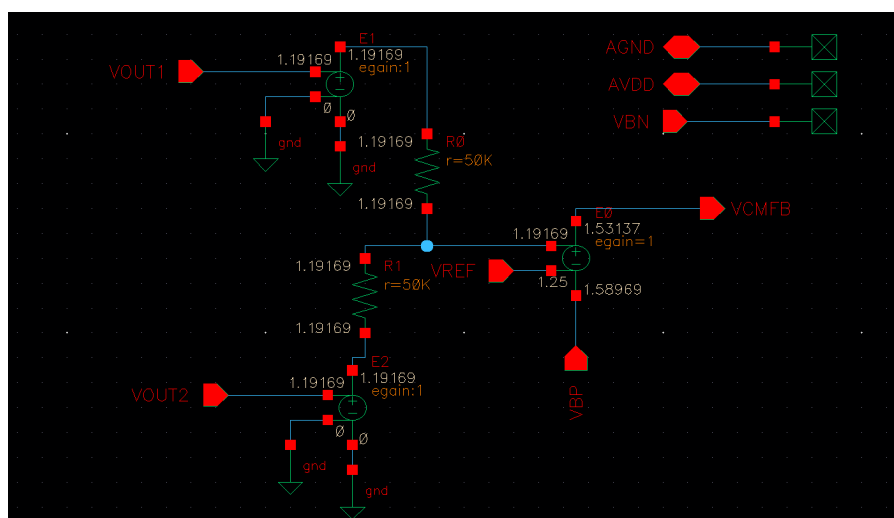 E1
1.19169
1.19169
egain:1
VOUT1
0
0
gnd
gnd
1.19169
R0
r=50K
1.19169
AGND
AVDD
VBN
VCMFB
E0
1.19169
1.53137
egain=1
VREF
1.25
1.58969
VBP
1.19169
R1
r=50K
1.19169
E2
1.19169
1.19169
egain:1
VOUT2
0
0
gnd
gnd